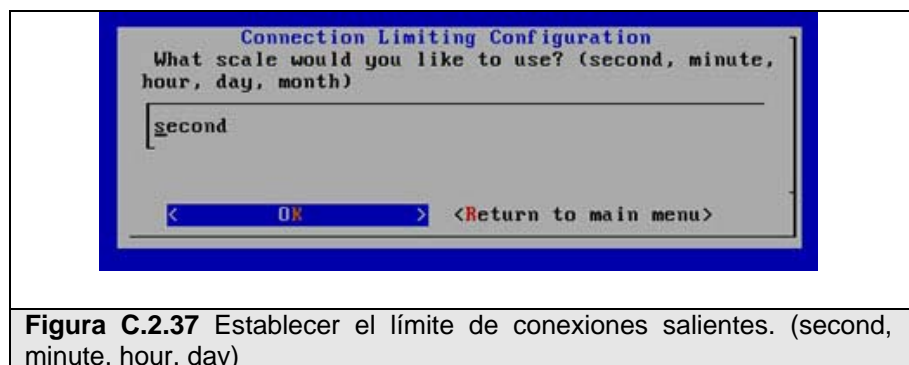 Connection Limiting Configuration
What scale would you like to use? (second, minute,
hour, day, month)
second
< OK > <Return to main menu>
Figura C.2.37 Establecer el límite de conexiones salientes. (second,
minute, hour, day)